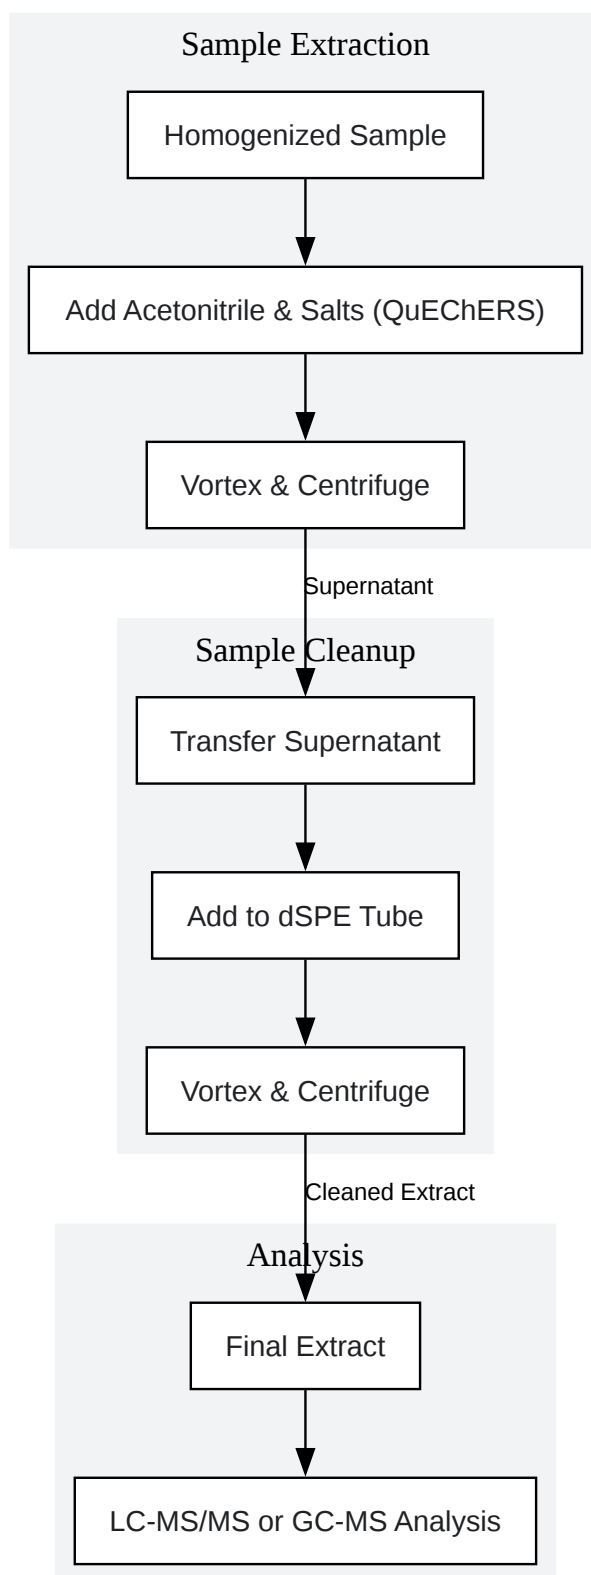 Sample Extraction
Homogenized Sample
Add Acetonitrile & Salts (QuEChERS)
Vortex & Centrifuge
Supernatant
Sample Cleanup
Transfer Supernatant
Add to dSPE Tube
Vortex & Centrifuge
Cleaned Extract
Analysis
Final Extract
LC-MS/MS or GC-MS Analysis